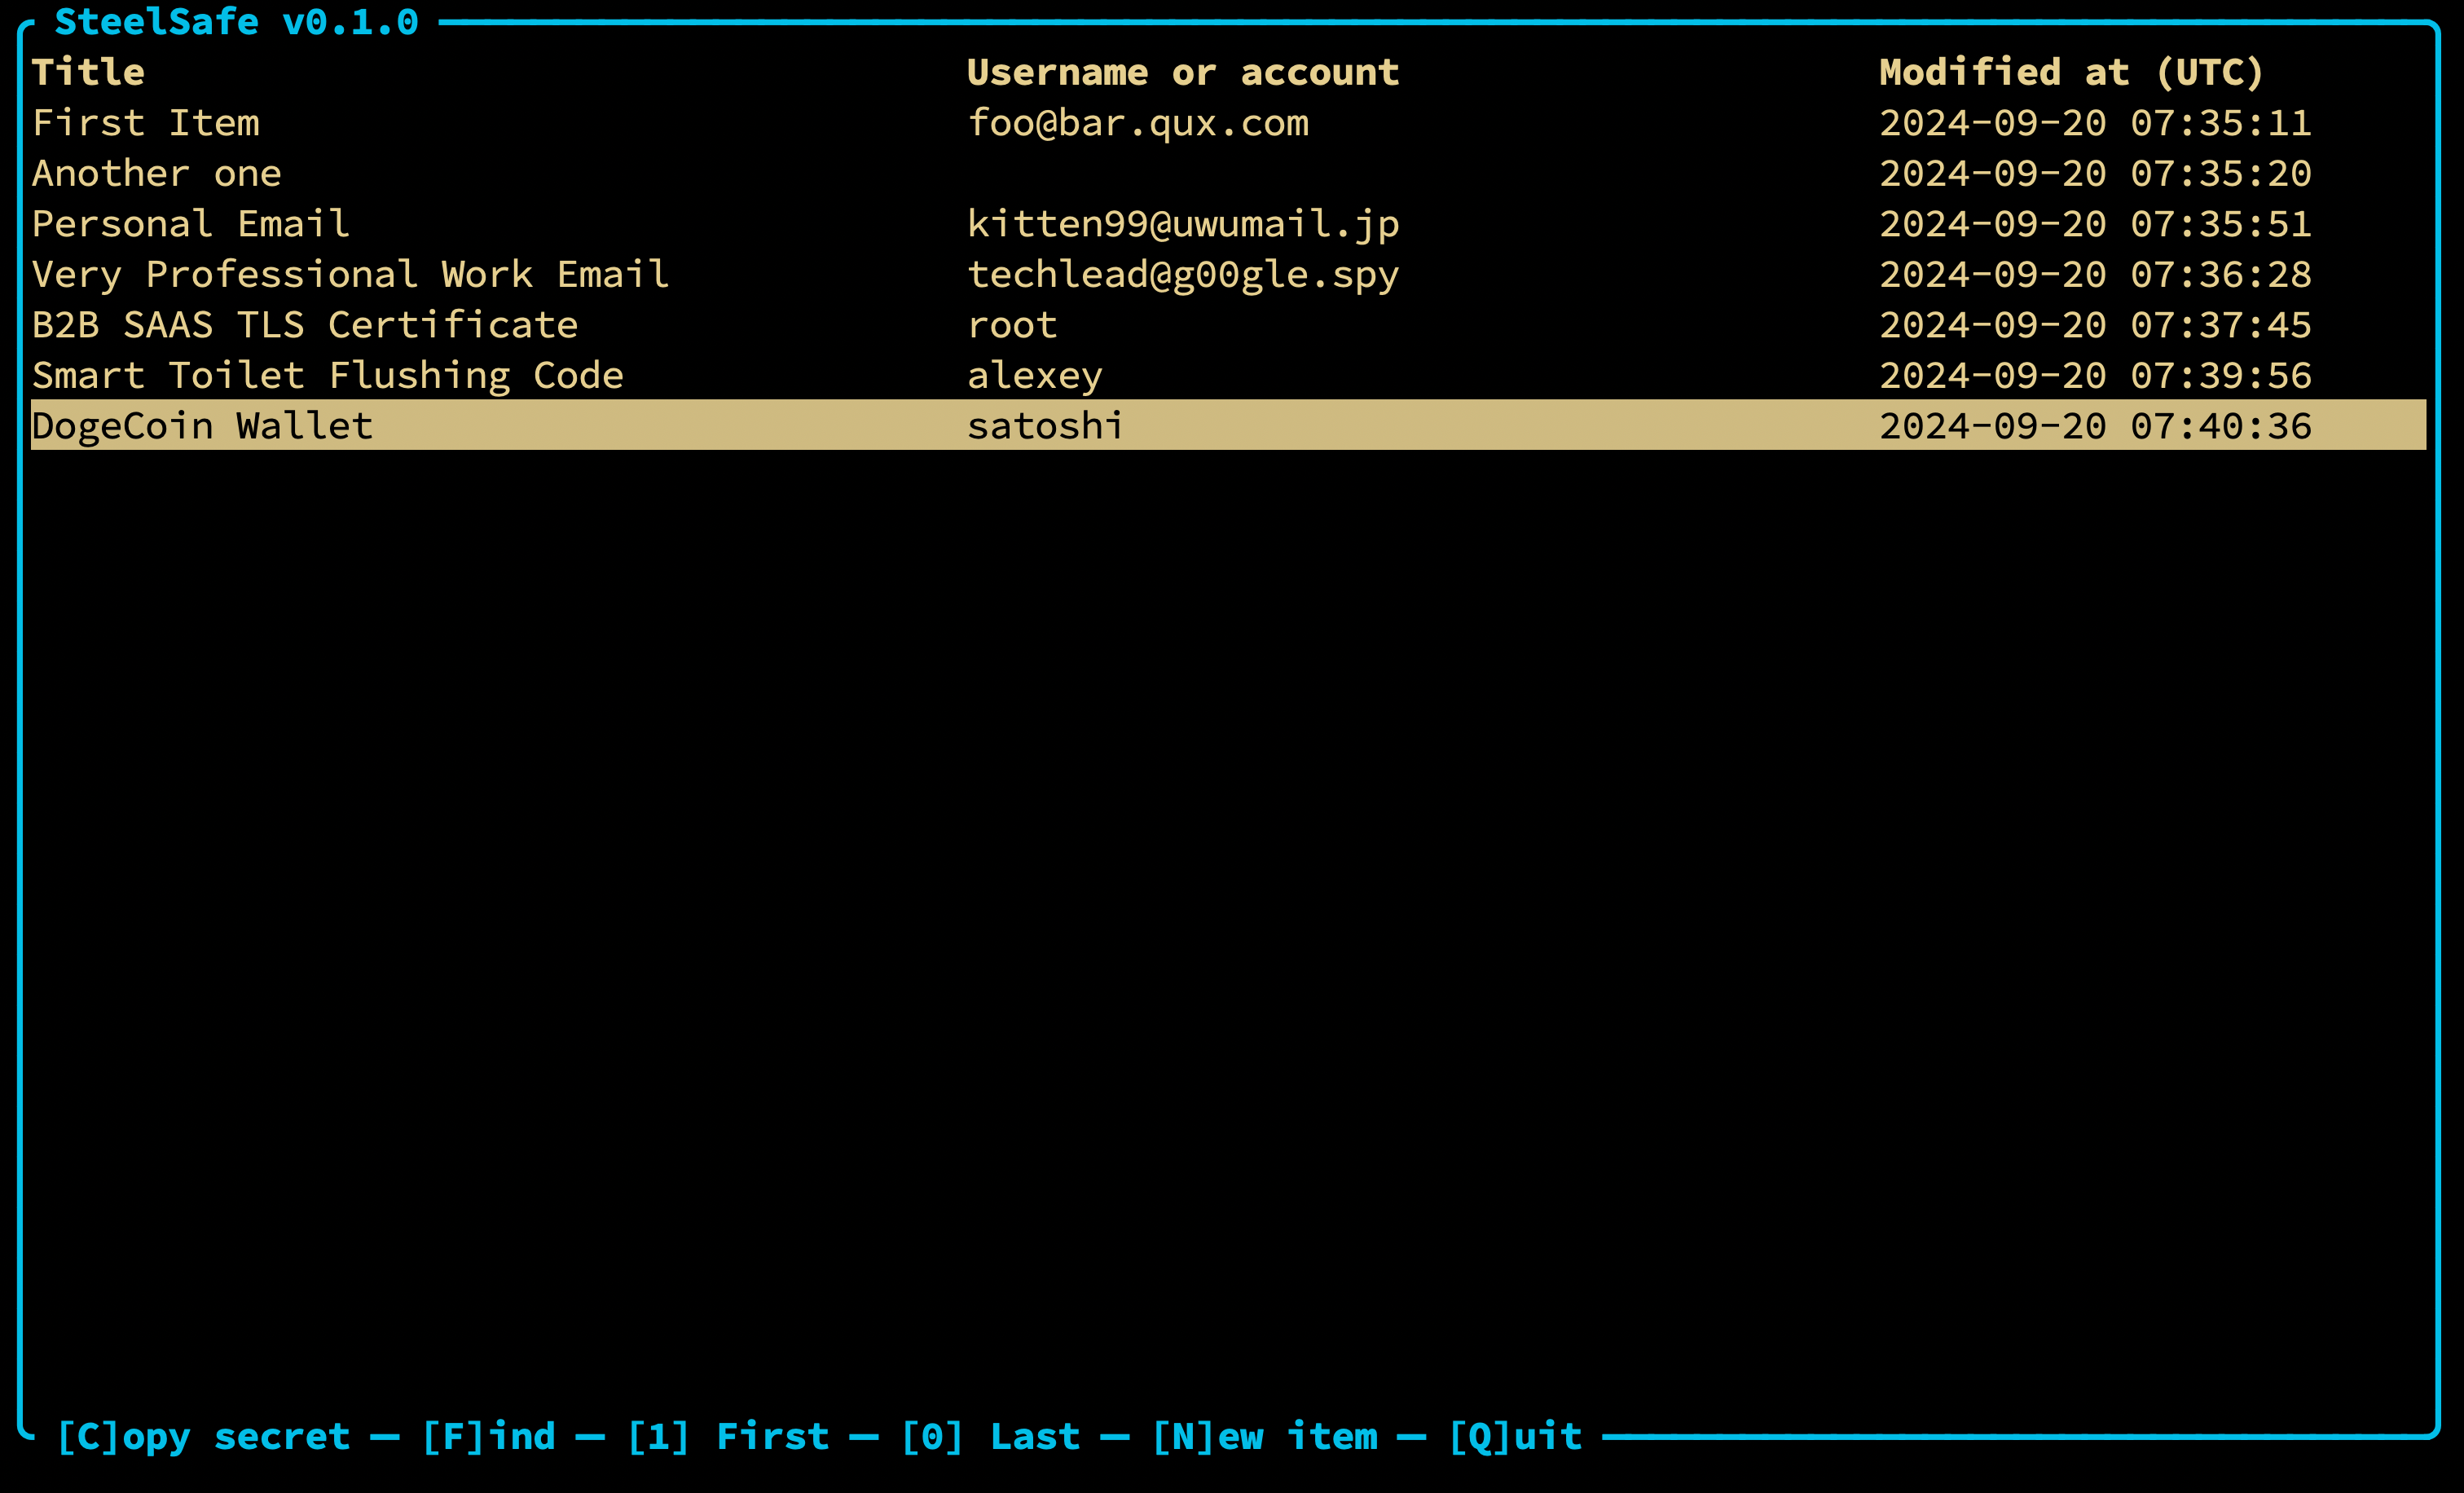 SteelSafe v0.1.0
Title Username or account Modified at (UTC)
First Item foo@bar.qux.com 2024-09-20 07:35:11
Another one 2024-09-20 07:35:20
Personal Email kitten99@uwumail.jp 2024-09-20 07:35:51
Very Professional Work Email techlead@g00gle.spy 2024-09-20 07:36:28
B2B SAAS TLS Certificate root 2024-09-20 07:37:45
Smart Toilet Flushing Code alexey 2024-09-20 07:39:56
DogeCoin Wallet satoshi 2024-09-20 07:40:36
[C]opy secret — [F]ind — [1] First — [0] Last — [N]ew item — [Q]uit